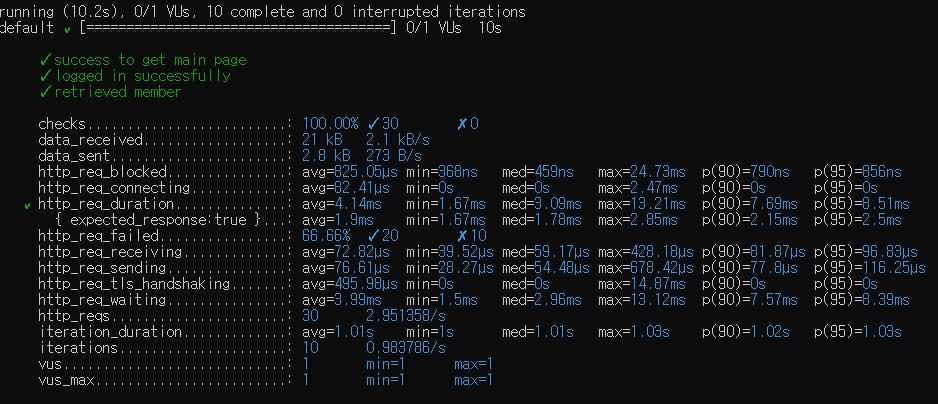 running (10.2s), 0/1 VUs, 10 complete and 0 interrupted iterations
default ✓ [======================================] 0/1 VUs  10s
✓ success to get main page
✓ logged in successfully
✓ retrieved member
checks.........................: 100.00% ✓30 ✗0
data_received..................: 21 kB 2.1 kB/s
data_sent......................: 2.8 kB 273 B/s
http_req_blocked...............: avg=825.05µs min=368ns med=459ns max=24.73ms p(90)=790ns p(95)=856ns
http_req_connecting............: avg=82.41µs min=0s med=0s max=2.47ms p(90)=0s p(95)=0s
✓ http_req_duration..............: avg=4.14ms min=1.67ms med=3.09ms max=13.21ms p(90)=7.69ms p(95)=8.51ms
{ expected_response:true }...: avg=1.9ms min=1.67ms med=1.78ms max=2.85ms p(90)=2.15ms p(95)=2.5ms
http_req_failed................: 66.66% ✓20 ✗10
http_req_receiving.............: avg=72.82µs min=39.52µs med=59.17µs max=428.18µs p(90)=81.87µs p(95)=96.83µs
http_req_sending...............: avg=76.61µs min=28.27µs med=54.48µs max=678.42µs p(90)=77.8µs p(95)=116.25µs
http_req_tls_handshaking.......: avg=495.98µs min=0s med=0s max=14.87ms p(90)=0s p(95)=0s
http_req_waiting...............: avg=3.99ms min=1.5ms med=2.96ms max=13.12ms p(90)=7.57ms p(95)=8.39ms
http_reqs......................: 30 2.951358/s
iteration_duration.............: avg=1.01s min=1s med=1.01s max=1.03s p(90)=1.02s p(95)=1.03s
iterations.....................: 10 0.983786/s
vus............................: 1 min=1 max=1
vus_max........................: 1 min=1 max=1